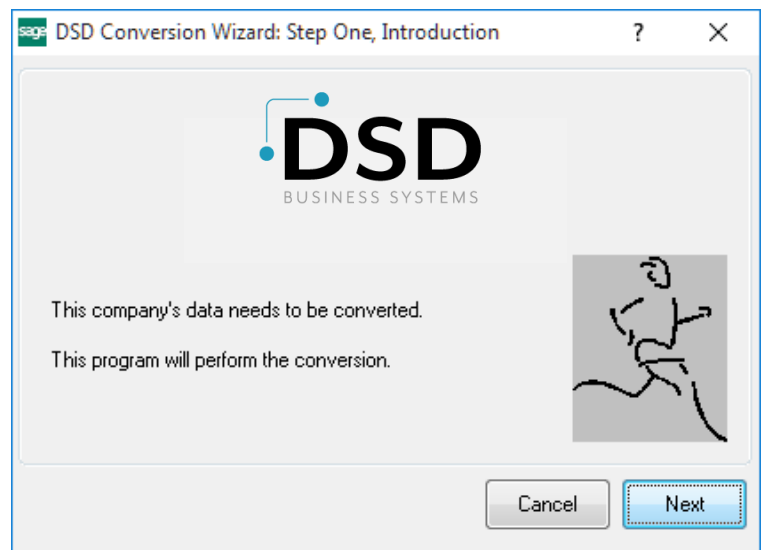 sage DSD Conversion Wizard: Step One, Introduction ?
DSD
BUSINESS SYSTEMS
This company's data needs to be converted.
This program will perform the conversion.
Cancel Next